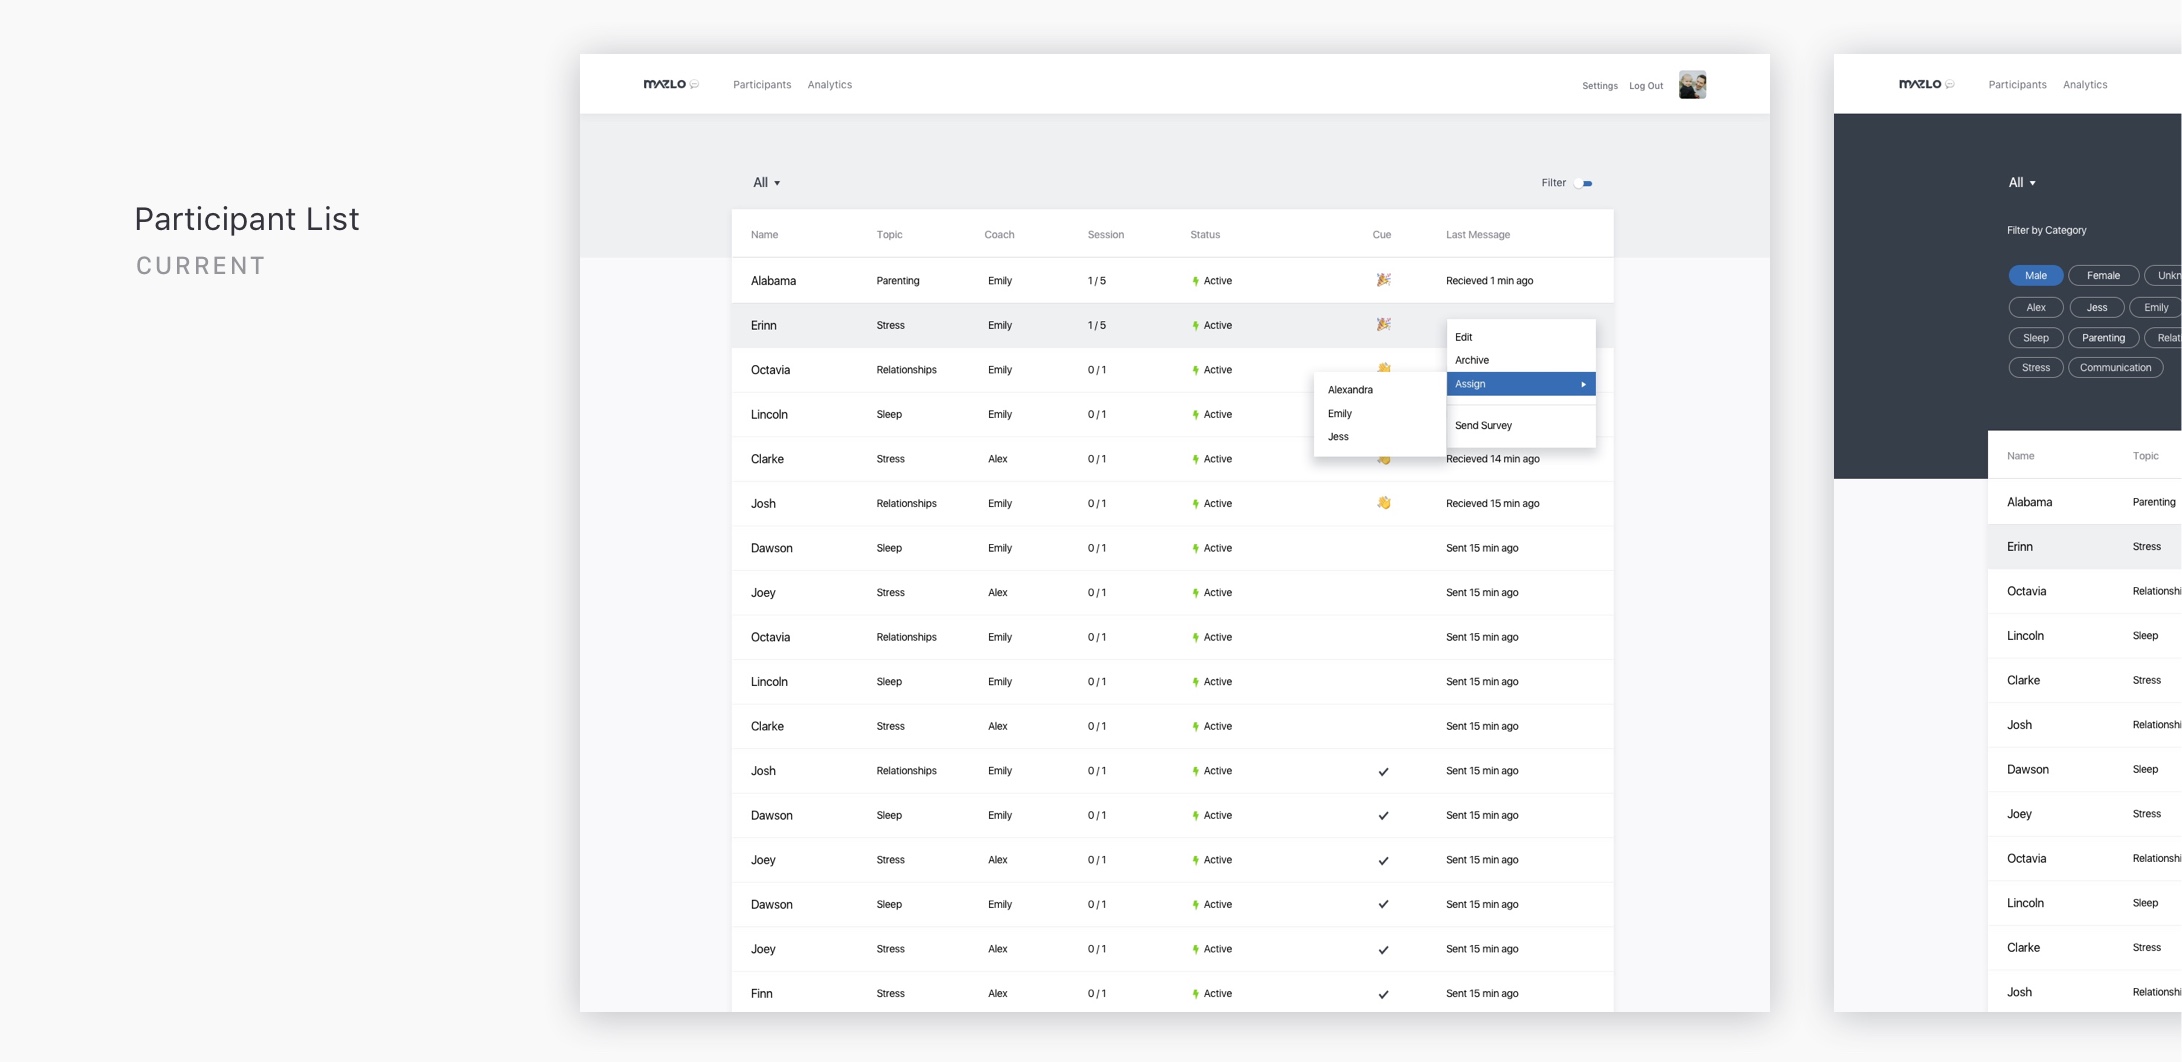 Participant List
CURRENT
MAZLO Participants Analytics Settings Log Out
All Filter
Name Topic Coach Session Status Cue Last Message
Alabama Parenting Emily 1 / 5 Active Recieved 1 min ago
Erinn Stress Emily 1 / 5 Active
Octavia Relationships Emily 0 / 1 Active
Lincoln Sleep Emily 0 / 1 Active
Clarke Stress Alex 0 / 1 Active Recieved 14 min ago
Josh Relationships Emily 0 / 1 Active Recieved 15 min ago
Dawson Sleep Emily 0 / 1 Active Sent 15 min ago
Joey Stress Alex 0 / 1 Active Sent 15 min ago
Octavia Relationships Emily 0 / 1 Active Sent 15 min ago
Lincoln Sleep Emily 0 / 1 Active Sent 15 min ago
Clarke Stress Alex 0 / 1 Active Sent 15 min ago
Josh Relationships Emily 0 / 1 Active Sent 15 min ago
Dawson Sleep Emily 0 / 1 Active Sent 15 min ago
Joey Stress Alex 0 / 1 Active Sent 15 min ago
Dawson Sleep Emily 0 / 1 Active Sent 15 min ago
Joey Stress Alex 0 / 1 Active Sent 15 min ago
Finn Stress Alex 0 / 1 Active Sent 15 min ago
Edit
Archive
Assign
Send Survey
Alexandra
Emily
Jess
MAZLO Participants Analytics
All
Filter by Category
Male Female Unkn
Alex Jess Emily
Sleep Parenting Relat
Stress Communication
Name Topic
Alabama Parenting
Erinn Stress
Octavia Relationshi
Lincoln Sleep
Clarke Stress
Josh Relationshi
Dawson Sleep
Joey Stress
Octavia Relationshi
Lincoln Sleep
Clarke Stress
Josh Relationshi